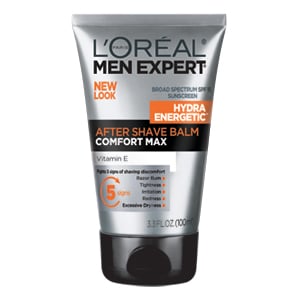 L'ORÉAL
PARIS
MEN EXPERT
NEW
LOOK
BROAD SPECTRUM SPF
SUNSCREEN
HYDRA
ENERGETIC
AFTER SHAVE BALM
COMFORT MAX
Vitamin E
Fights 5 signs of shaving discomfort
5
signs
Razor Burn
Tightness
Irritation
Redness
Excessive Dryness
3.3 FL.OZ. (100ml)